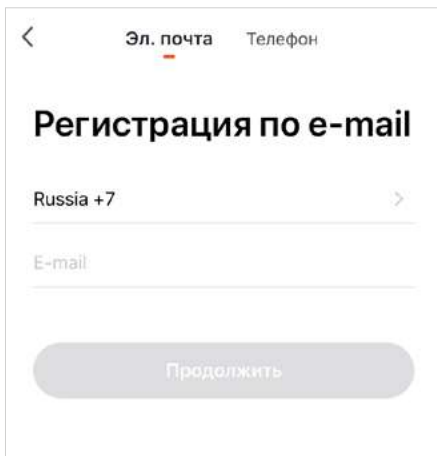 Эл. почта Телефон
Регистрация по e-mail
Russia +7
E-mail
Продолжить